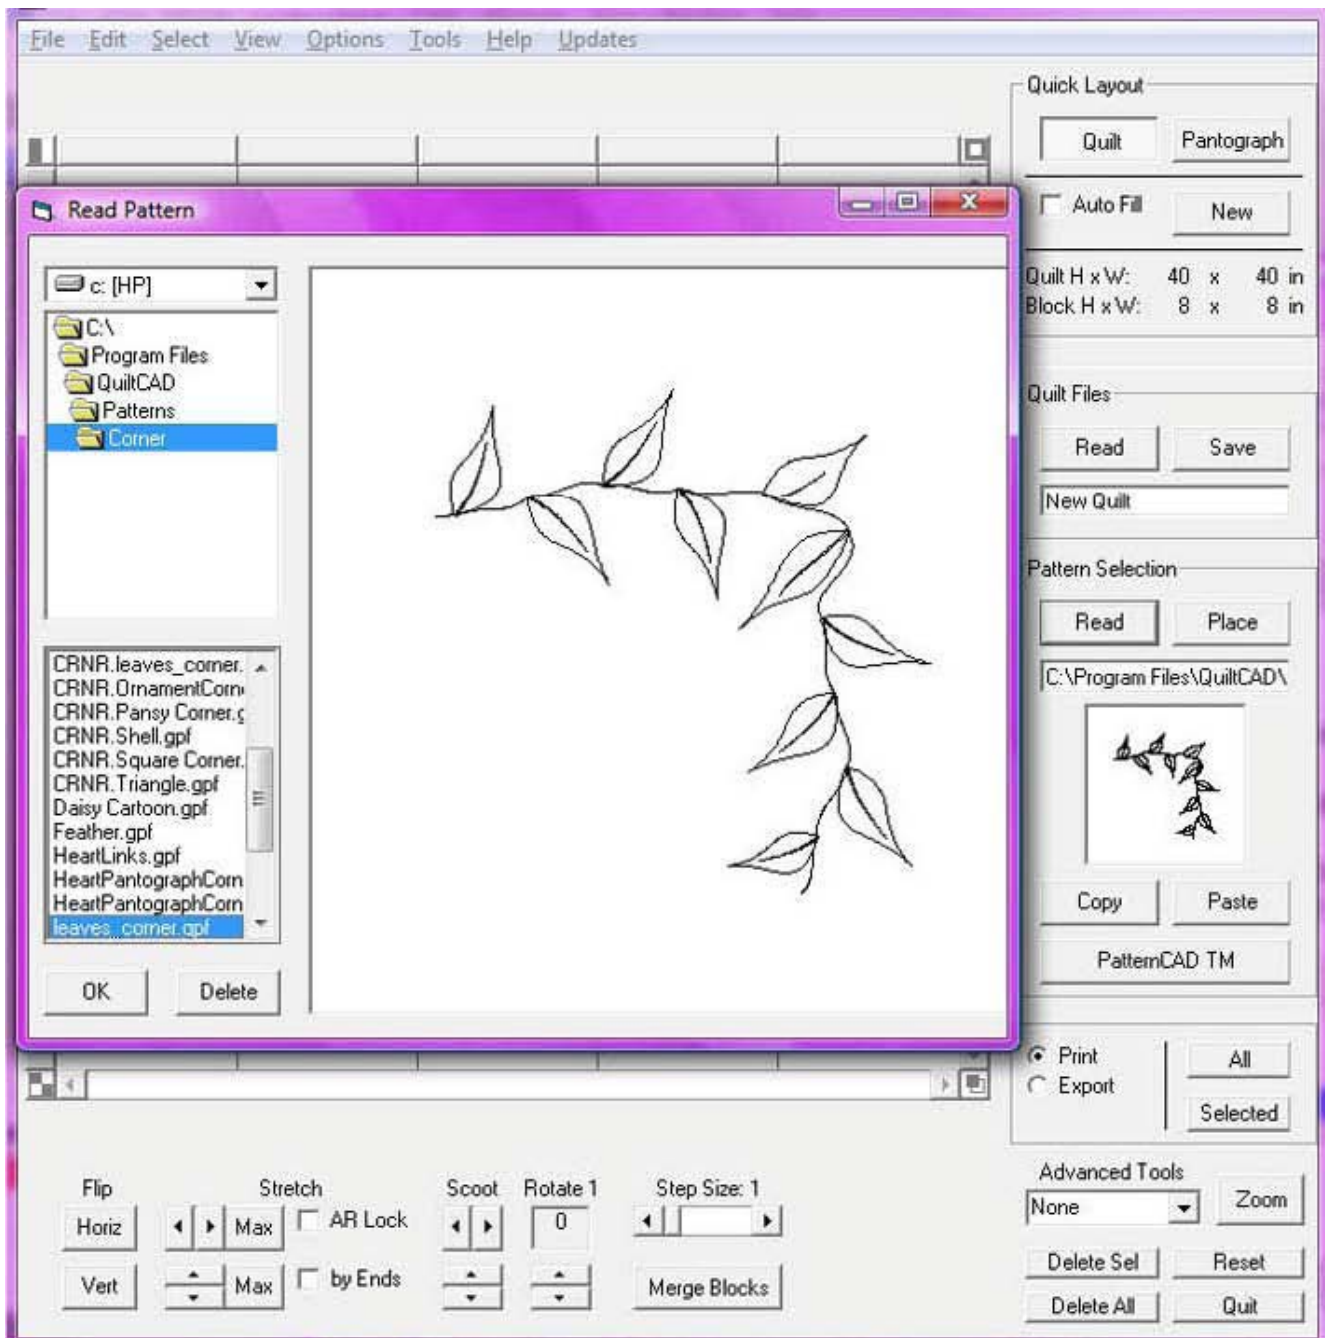 File Edit Select View Options Tools Help Updates
Quick Layout
Quilt Pantograph
Auto Fill New
Quilt H x W: 40 x 40 in
Block H x W: 8 x 8 in
Read Pattern
c: [HP]
C:\
Program Files
QuiltCAD
Patterns
Corner
CRNR.leaves_corner.
CRNR.OrnamentCorn
CRNR.Pansy Corner.g
CRNR.Shell.gpf
CRNR.Square Corner.
CRNR.Triangle.gpf
Daisy Cartoon.gpf
Feather.gpf
HeartLinks.gpf
HeartPantographCorn
HeartPantographCorn
leaves_corner.gpf
OK Delete
Quilt Files
Read Save
New Quilt
Pattern Selection
Read Place
C:\Program Files\QuiltCAD\
Copy Paste
PatternCAD TM
Print All
Export
Selected
Flip Stretch Scoot Rotate 1 Step Size: 1
Horiz Max AR Lock 0
Vert Max by Ends Merge Blocks
Advanced Tools
None Zoom
Delete Sel Reset
Delete All Quit